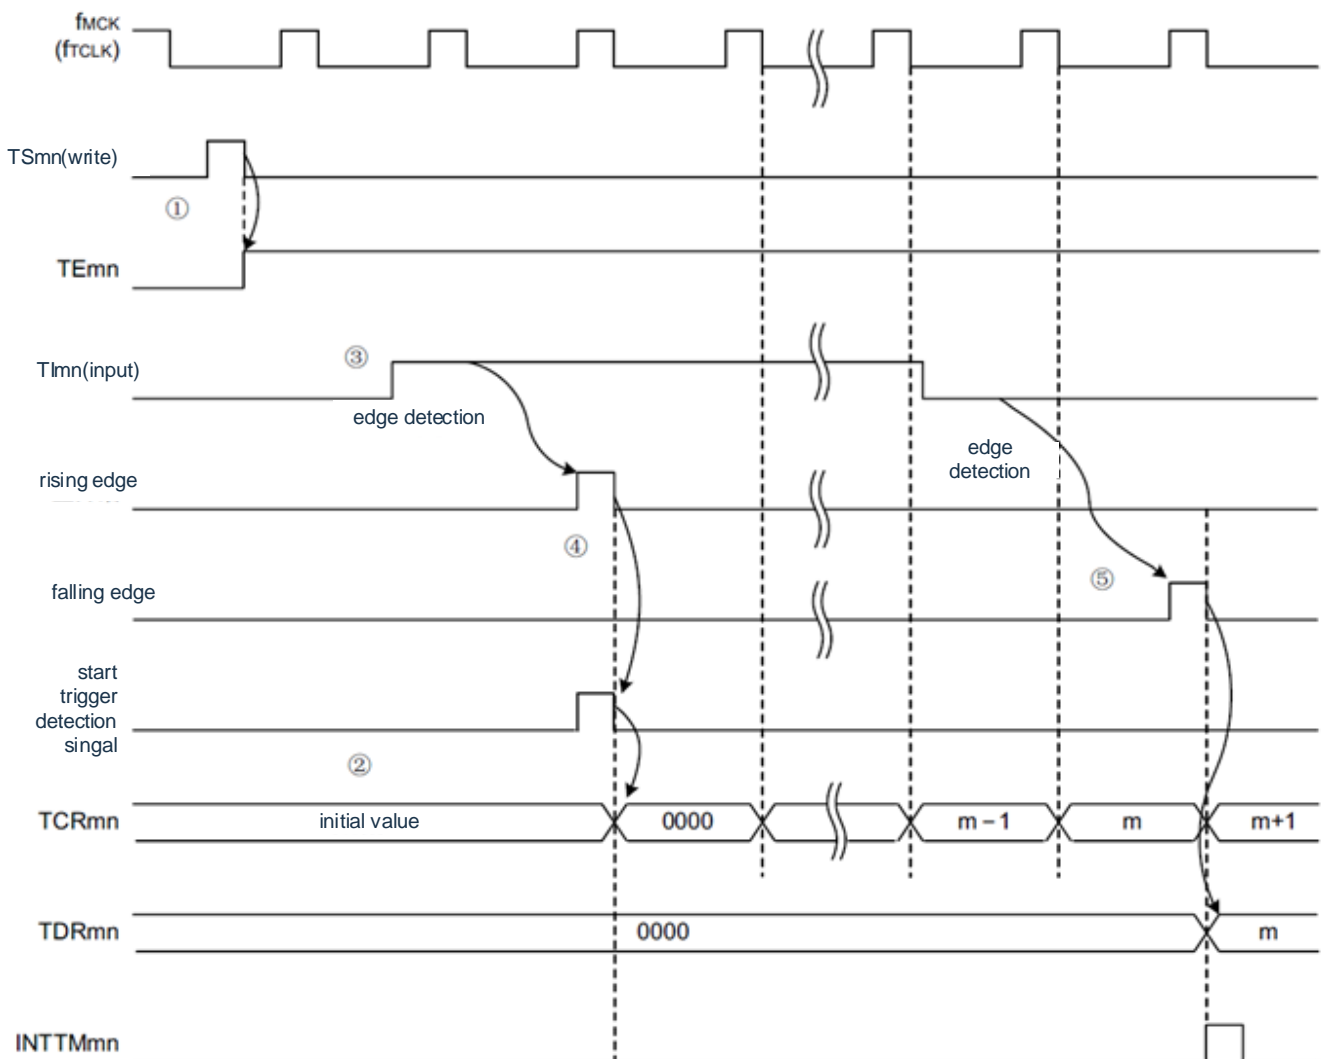 fMCK
(fTCLK)
TSmn(write)
①
TEmn
③
TImn(input)
edge detection
edge
detection
rising edge
④
⑤
falling edge
start
trigger
detection
singal
②
TCRmn
initial value
0000
m – 1
m
m+1
TDRmn
0000
m
INTTMmn